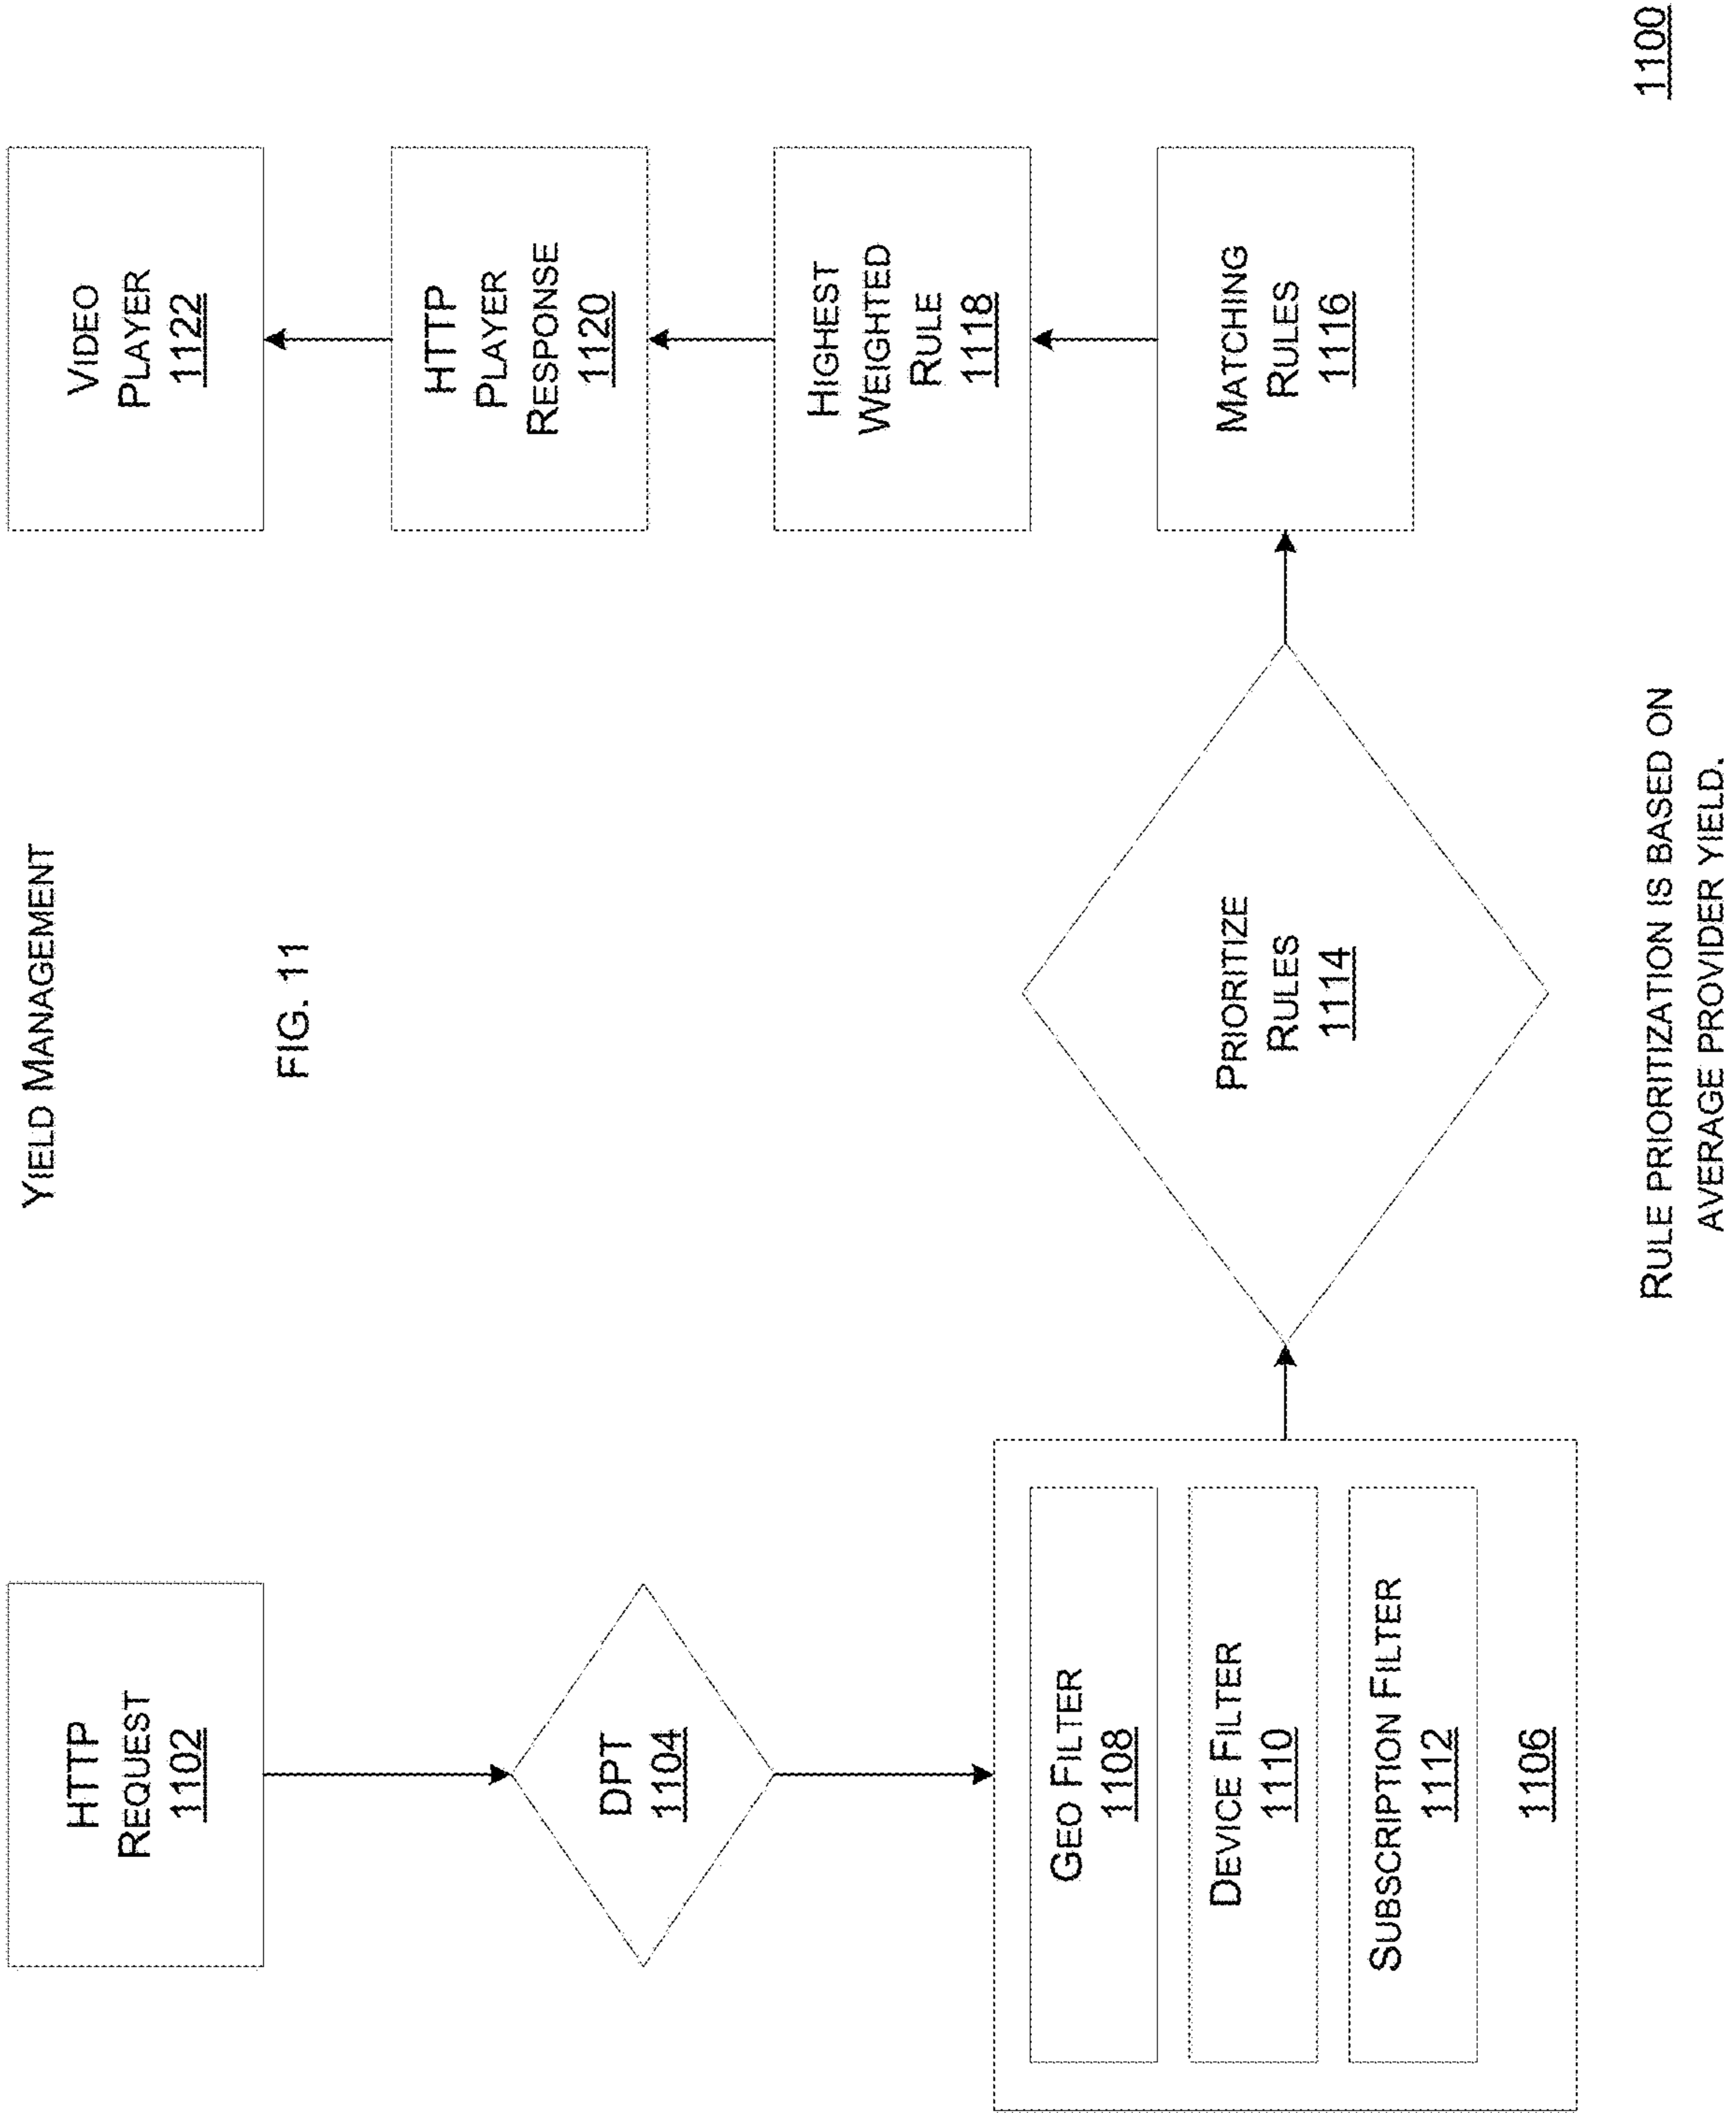 YIELD MANAGEMENT
FIG. 11
HTTP
REQUEST
1102
DPT
1104
GEO FILTER
1108
DEVICE FILTER
1110
SUBSCRIPTION FILTER
1112
1106
PRIORITIZE
RULES
1114
RULE PRIORITIZATION IS BASED ON
AVERAGE PROVIDER YIELD.
MATCHING
RULES
1116
HIGHEST
WEIGHTED
RULE
1118
HTTP
PLAYER
RESPONSE
1120
VIDEO
PLAYER
1122
1100